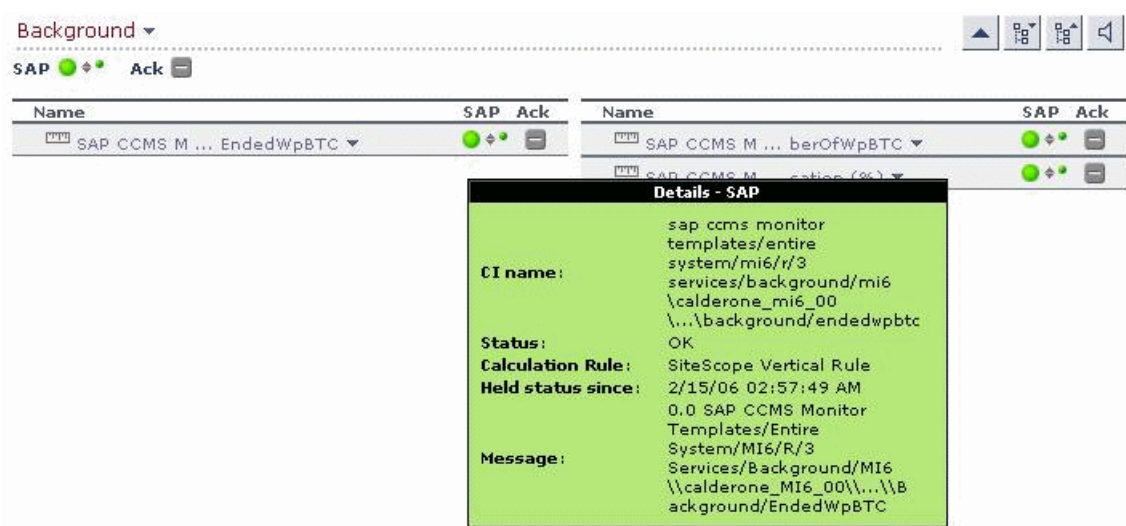 Background
SAP Ack
Name SAP Ack Name SAP Ack
SAP CCMS M ... EndedWpBTC SAP CCMS M ... berOfWpBTC
SAP CCMS M ... cation (%)
Details - SAP
CI name: sap ccms monitor
templates/entire
system/mi6/r/3
services/background/mi6
\calderone_mi6_00
\...\background/endedwpbtc
Status: OK
Calculation Rule: SiteScope Vertical Rule
Held status since: 2/15/06 02:57:49 AM
Message: 0.0 SAP CCMS Monitor
Templates/Entire
System/MI6/R/3
Services/Background/MI6
\\calderone_MI6_00\\...\\B
ackground/EndedWpBTC